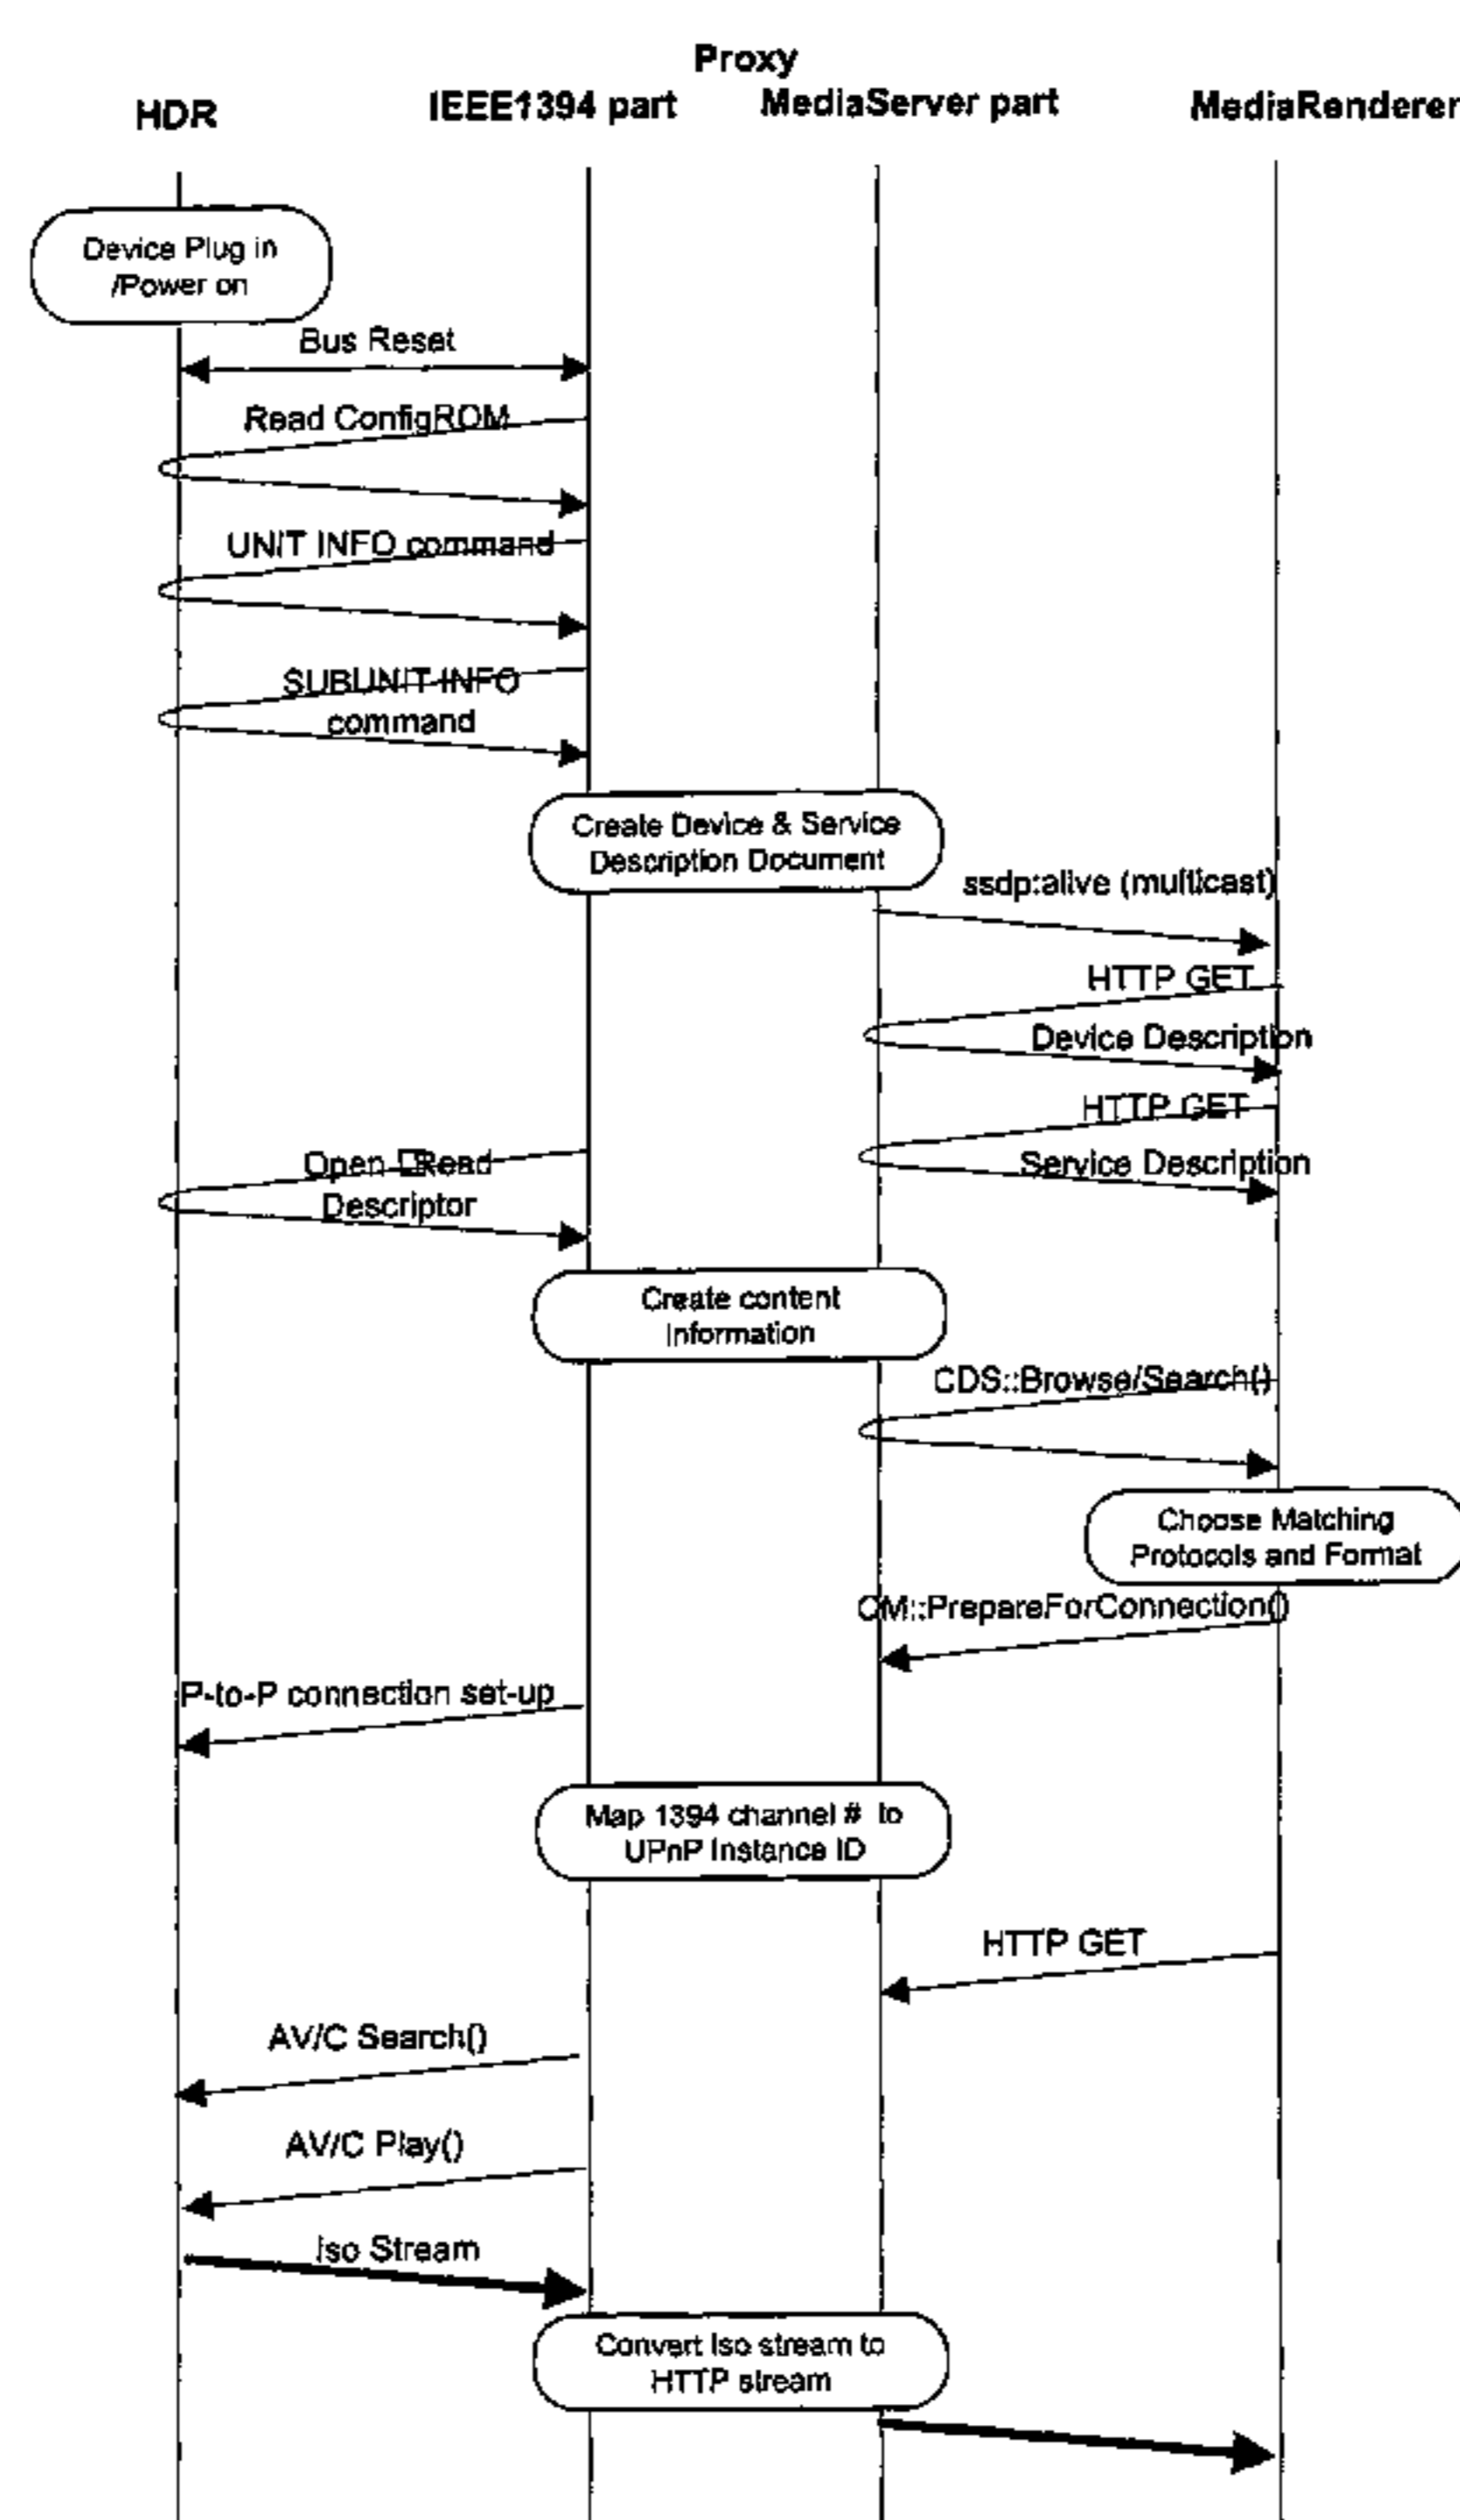 Proxy
HDR
IEEE1394 part
MediaServer part
MediaRenderer
Device Plug in
/Power on
Bus Reset
Read ConfigROM
UNIT INFO command
SUBUNIT INFO
command
Create Device & Service
Description Document
ssdp:alive (multicast)
HTTP GET
Device Description
HTTP GET
Service Description
Open Read
Descriptor
Create content
Information
CDS::Browse/Search()
Choose Matching
Protocols and Format
CM::PrepareForConnection()
P-to-P connection set-up
Map 1394 channel # to
UPnP Instance ID
HTTP GET
AV/C Search()
AV/C Play()
Iso Stream
Convert Iso stream to
HTTP stream